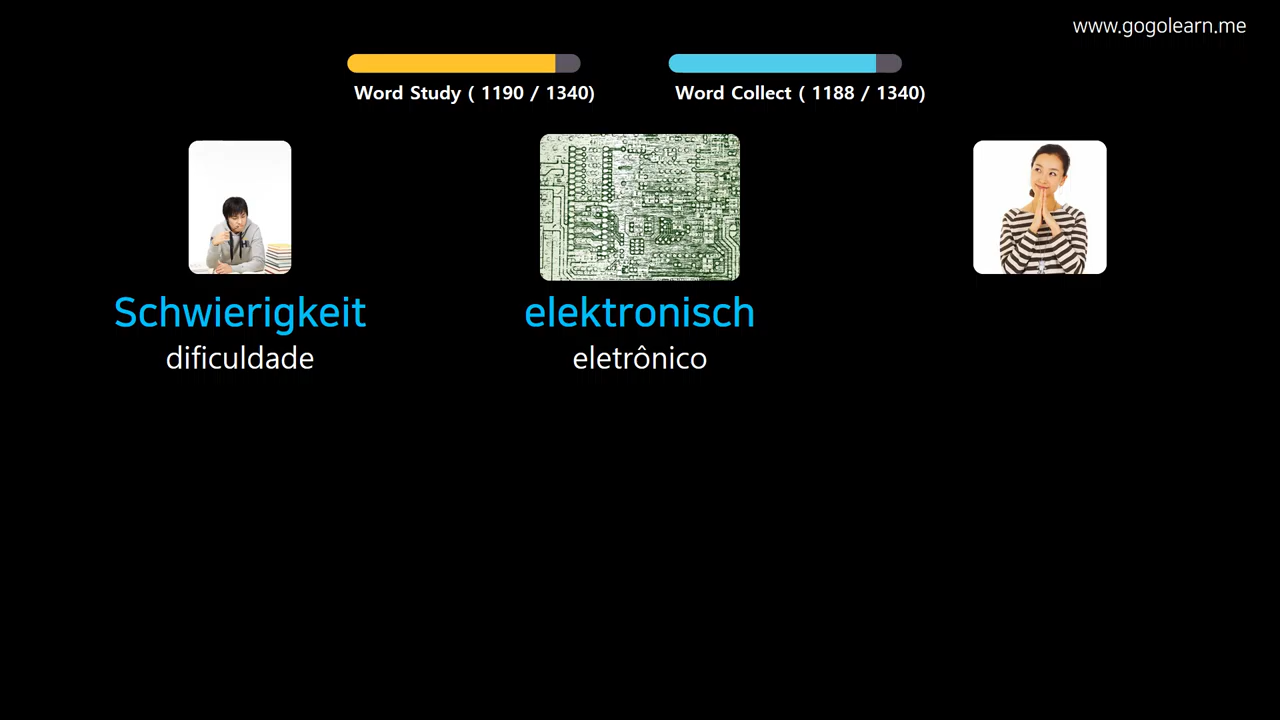 www.gogolearn.me
Word Study ( 1190 / 1340)
Word Collect ( 1188 / 1340)
Schwierigkeit
dificuldade
elektronisch
eletrônico